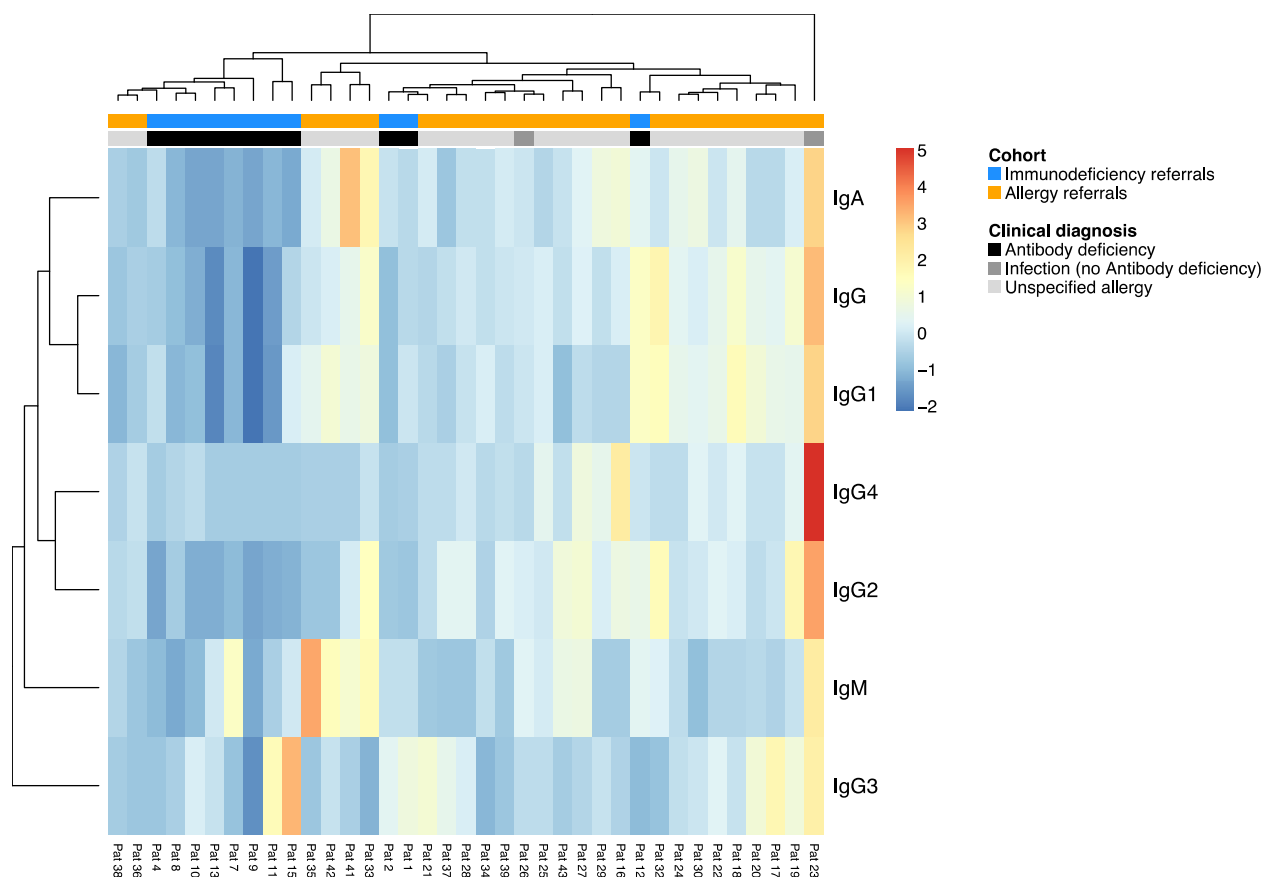 IgA
IgG
IgG1
IgG4
IgG2
IgM
IgG3
5
4
3
2
1
0
−1
−2
Cohort
Immunodeficiency referrals
Allergy referrals
Clinical diagnosis
Antibody deficiency
Infection (no Antibody deficiency)
Unspecified allergy
Pat 38
Pat 36
Pat 4
Pat 8
Pat 10
Pat 13
Pat 7
Pat 9
Pat 11
Pat 15
Pat 35
Pat 42
Pat 41
Pat 33
Pat 2
Pat 1
Pat 21
Pat 37
Pat 28
Pat 34
Pat 39
Pat 26
Pat 25
Pat 43
Pat 27
Pat 29
Pat 16
Pat 12
Pat 32
Pat 24
Pat 30
Pat 22
Pat 18
Pat 20
Pat 17
Pat 19
Pat 23